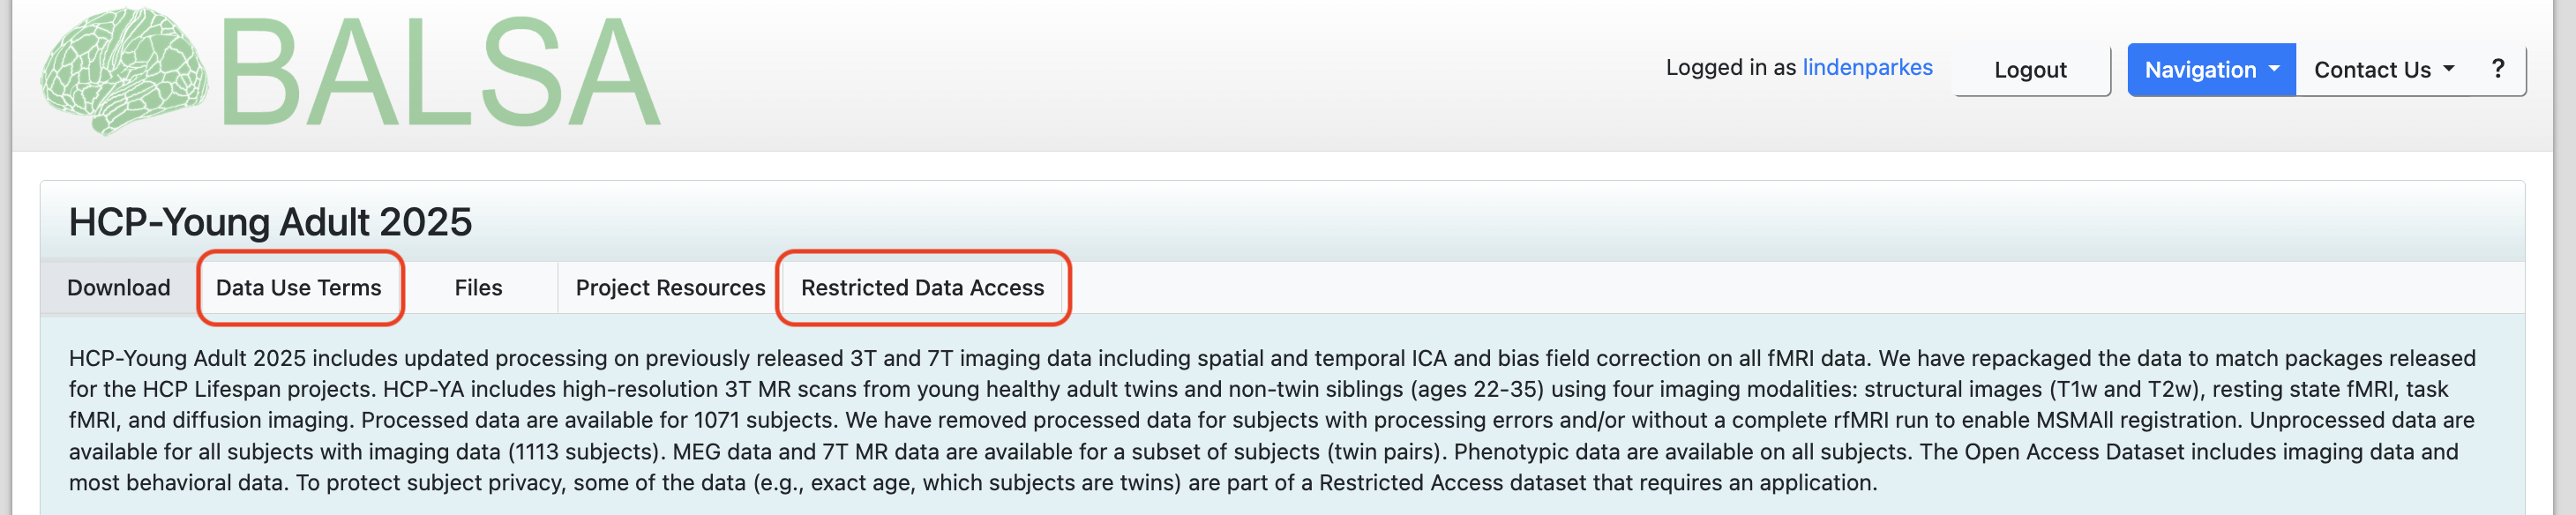 BALSA
Logged in as lindenparkes
Logout
Navigation
Contact Us
?
HCP-Young Adult 2025
Download
Data Use Terms
Files
Project Resources
Restricted Data Access
HCP-Young Adult 2025 includes updated processing on previously released 3T and 7T imaging data including spatial and temporal ICA and bias field correction on all fMRI data. We have repackaged the data to match packages released
for the HCP Lifespan projects. HCP-YA includes high-resolution 3T MR scans from young healthy adult twins and non-twin siblings (ages 22-35) using four imaging modalities: structural images (T1w and T2w), resting state fMRI, task
fMRI, and diffusion imaging. Processed data are available for 1071 subjects. We have removed processed data for subjects with processing errors and/or without a complete rfMRI run to enable MSMAll registration. Unprocessed data are
available for all subjects with imaging data (1113 subjects). MEG data and 7T MR data are available for a subset of subjects (twin pairs). Phenotypic data are available on all subjects. The Open Access Dataset includes imaging data and
most behavioral data. To protect subject privacy, some of the data (e.g., exact age, which subjects are twins) are part of a Restricted Access dataset that requires an application.